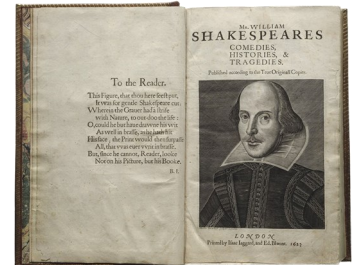 To the Reader.
This Figure, that thou here seest put,
It was for gentle Shakespeare cut;
Wherein the Graver had a strife
with Nature, to out-doo the life:
O, could he but have drawne his wit
As well in brasse, as he hath hit
His face, the Print would then surpasse
All, that was ever writ in brasse.
But, since he cannot, Reader, looke
Not on his Picture, but his Booke.
B. I.
Mr. WILLIAM
SHAKESPEARES
COMEDIES,
HISTORIES, &
TRAGEDIES.
Published according to the True Originall Copies.
LONDON
Printed by Isaac Iaggard, and Ed. Blount. 1623